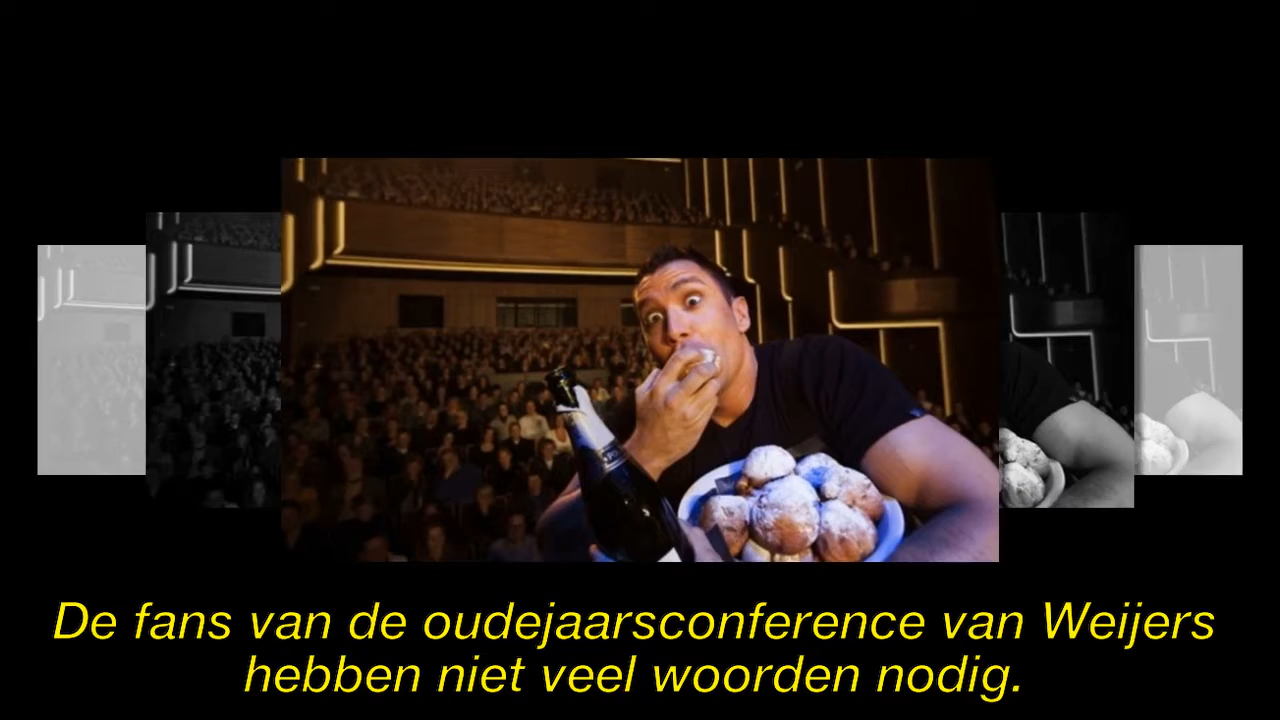 De fans van de oudejaarsconference van Weijers
hebben niet veel woorden nodig.